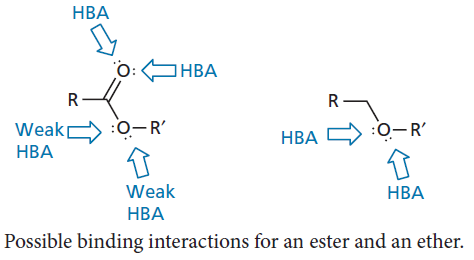 HBA
:O: HBA
R
Weak :O–R′
HBA
Weak
HBA
R
HBA :O–R′
HBA
Possible binding interactions for an ester and an ether.